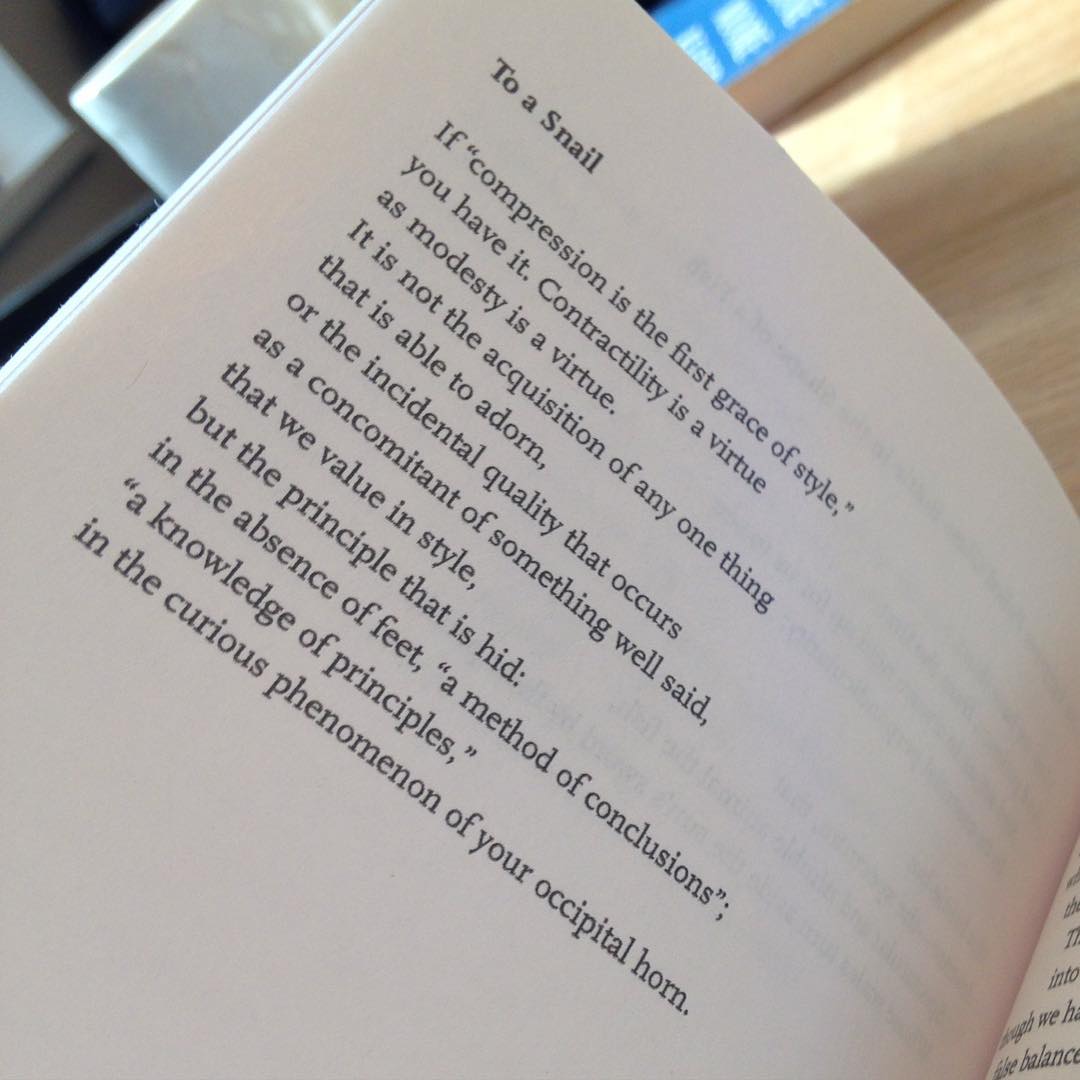 To a Snail
If “compression is the first grace of style,”
you have it. Contractility is a virtue
as modesty is a virtue.
It is not the acquisition of any one thing
that is able to adorn,
or the incidental quality that occurs
as a concomitant of something well said,
that we value in style,
but the principle that is hid:
in the absence of feet, “a method of conclusions”;
“a knowledge of principles,”
in the curious phenomenon of your occipital horn.
into
though we ha
false balance